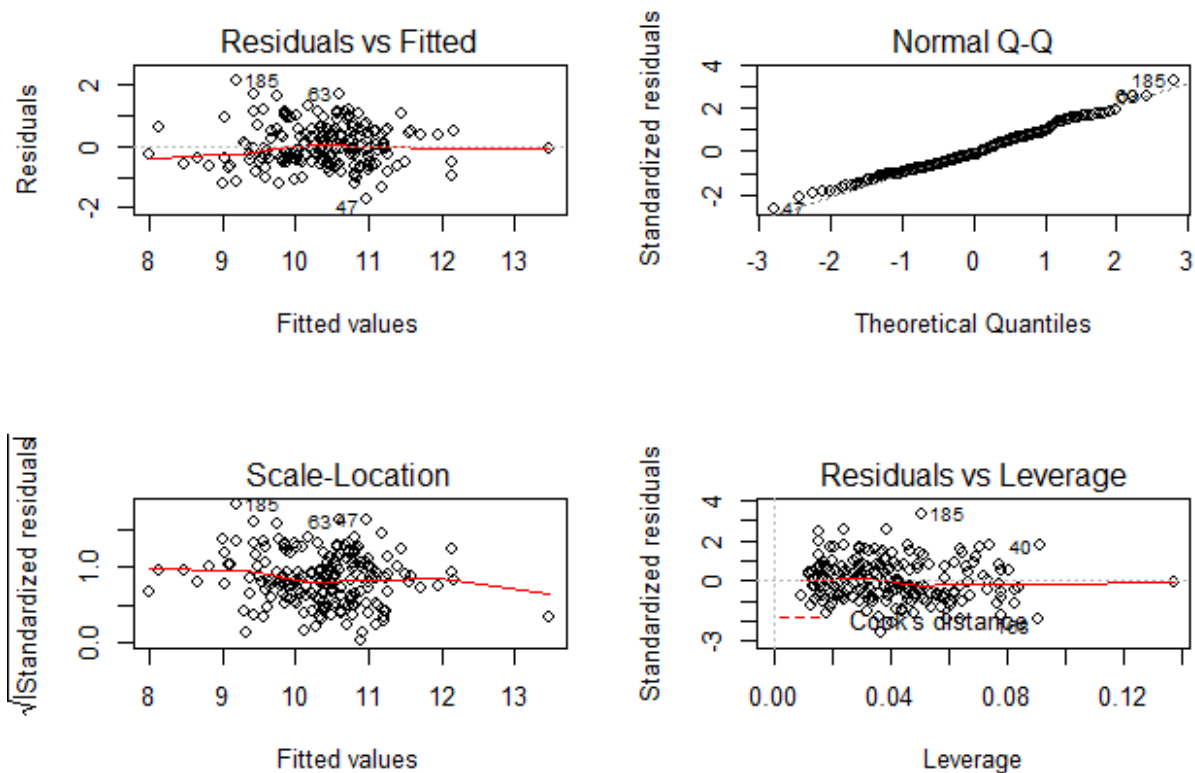 Residuals vs Fitted
Residuals
2
0
-2
185
63
47
8 9 10 11 12 13
Fitted values
Normal Q-Q
Standardized residuals
4
2
0
-2
185
63
47
-3 -2 -1 0 1 2 3
Theoretical Quantiles
Scale-Location
√|Standardized residuals|
1.0
0.0
185
63 47
8 9 10 11 12 13
Fitted values
Residuals vs Leverage
Standardized residuals
4
2
0
-3
185
40
Cook's distance
0.00 0.04 0.08 0.12
Leverage